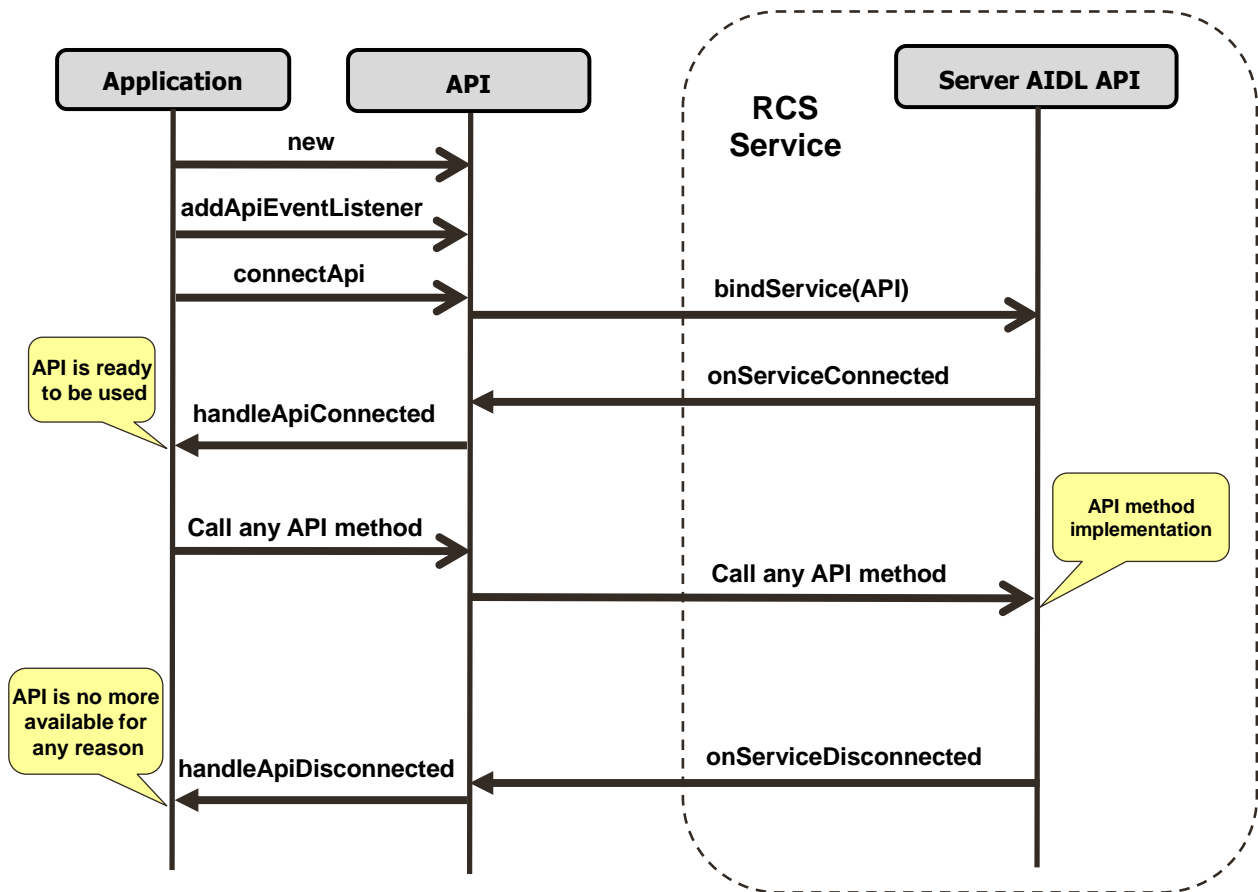 Application
API
Server AIDL API
RCS
Service
new
addApiEventListener
connectApi
bindService(API)
API is ready
to be used
onServiceConnected
handleApiConnected
Call any API method
API method
implementation
Call any API method
API is no more
available for
any reason
onServiceDisconnected
handleApiDisconnected